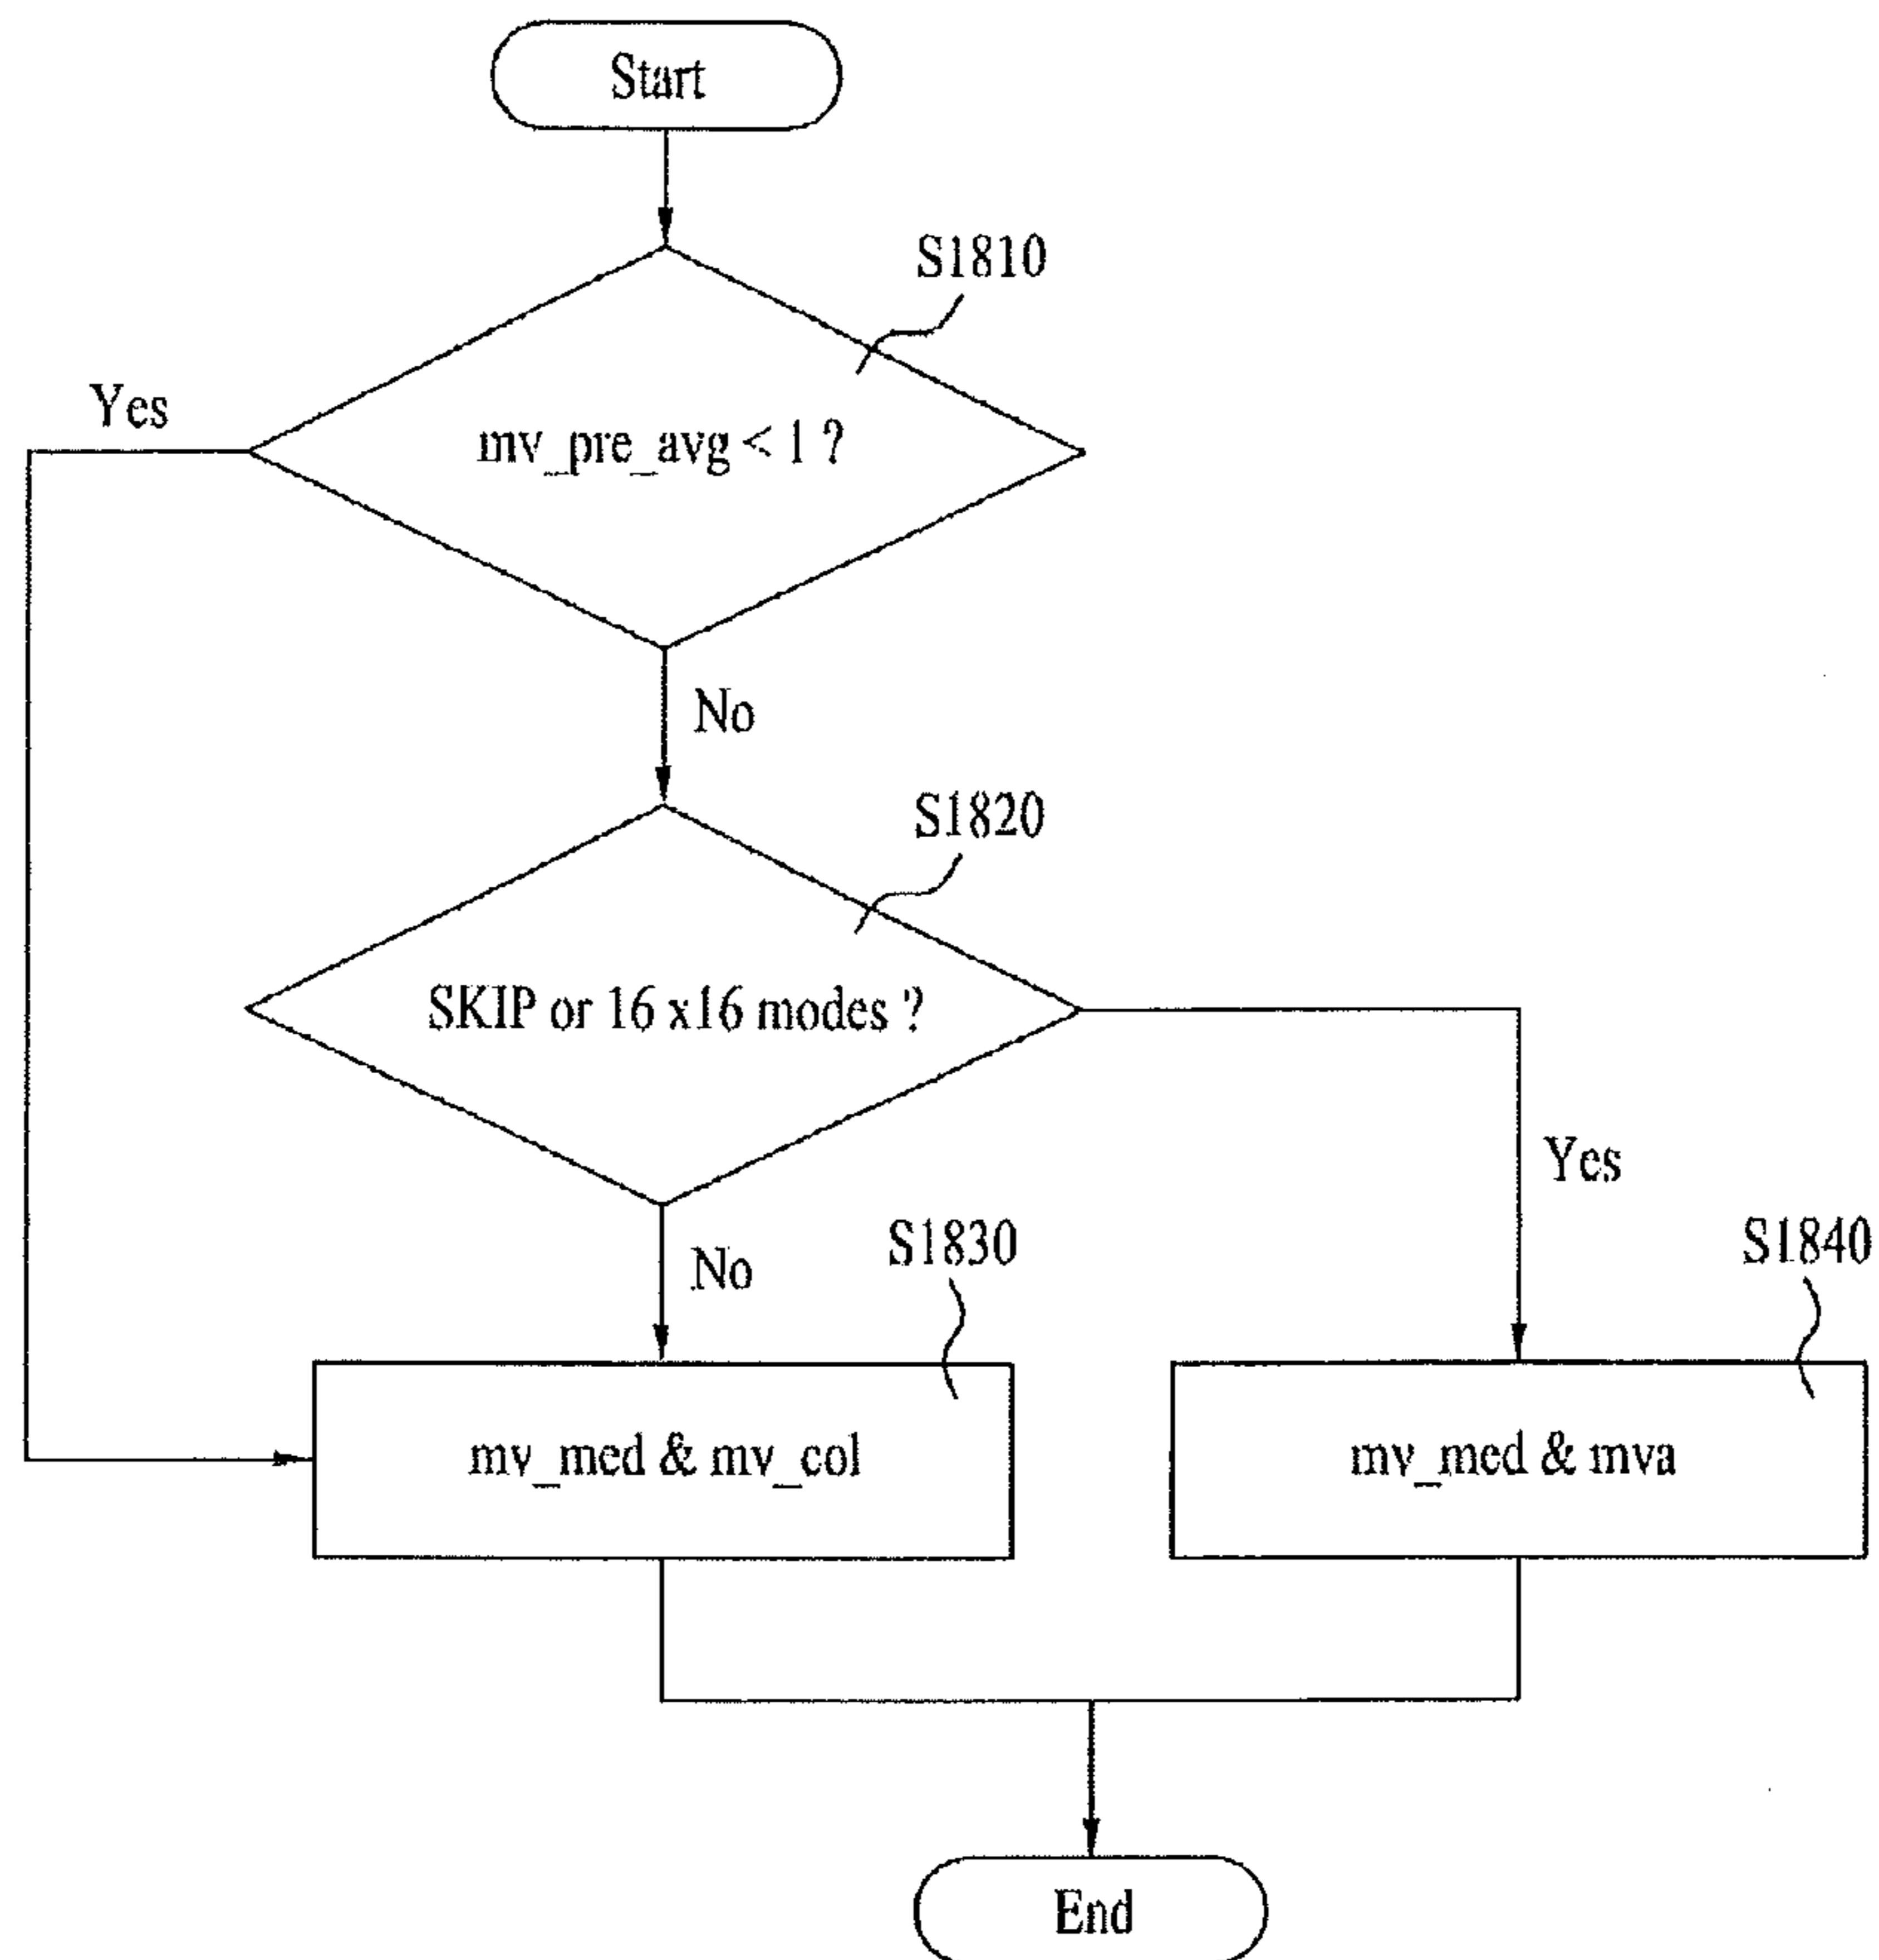 Start
S1810
Yes
mv_pre_avg < 1 ?
No
S1820
SKIP or 16 x16 modes ?
Yes
No
S1830
S1840
mv_med & mv_col
mv_med & mva
End